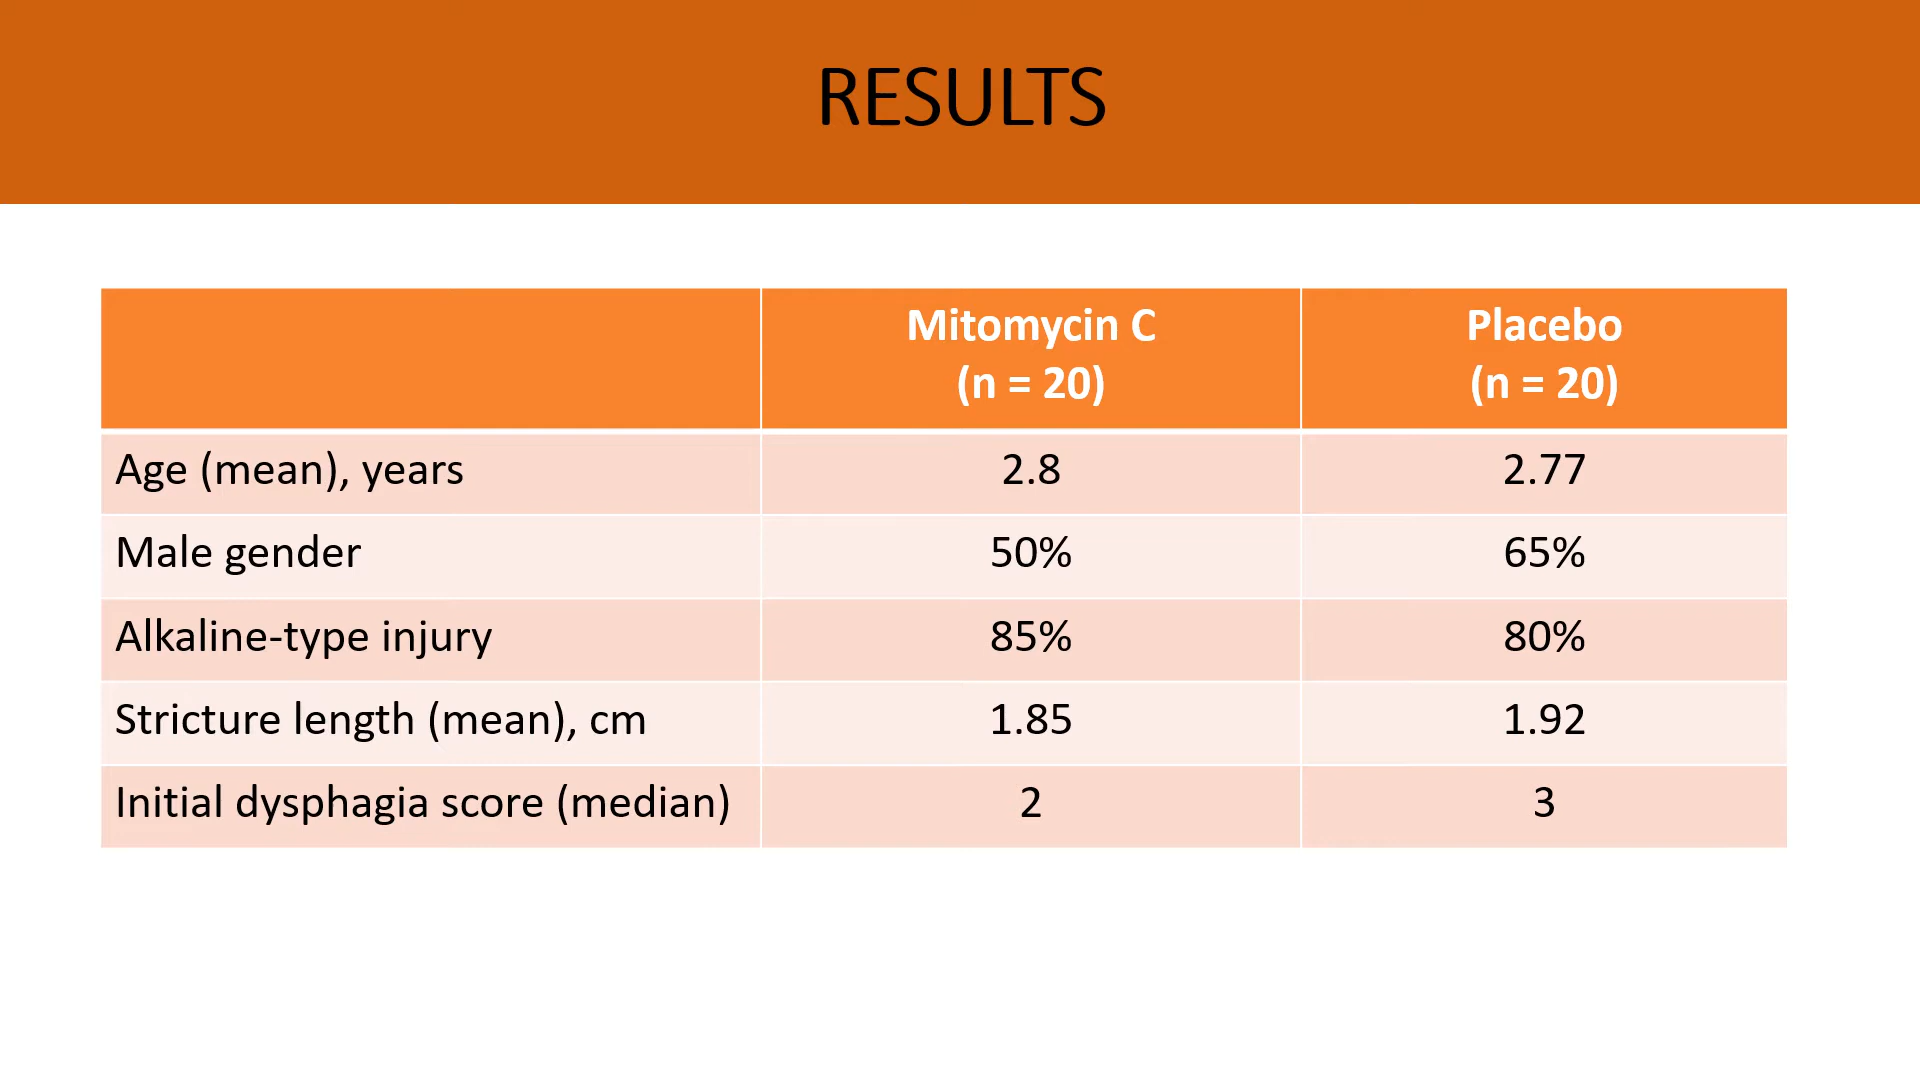 RESULTS
Mitomycin C Placebo
(n = 20) (n = 20)
Age (mean), years 2.8 2.77
Male gender 50% 65%
Alkaline-type injury 85% 80%
Stricture length (mean), cm 1.85 1.92
Initial dysphagia score (median) 2 3